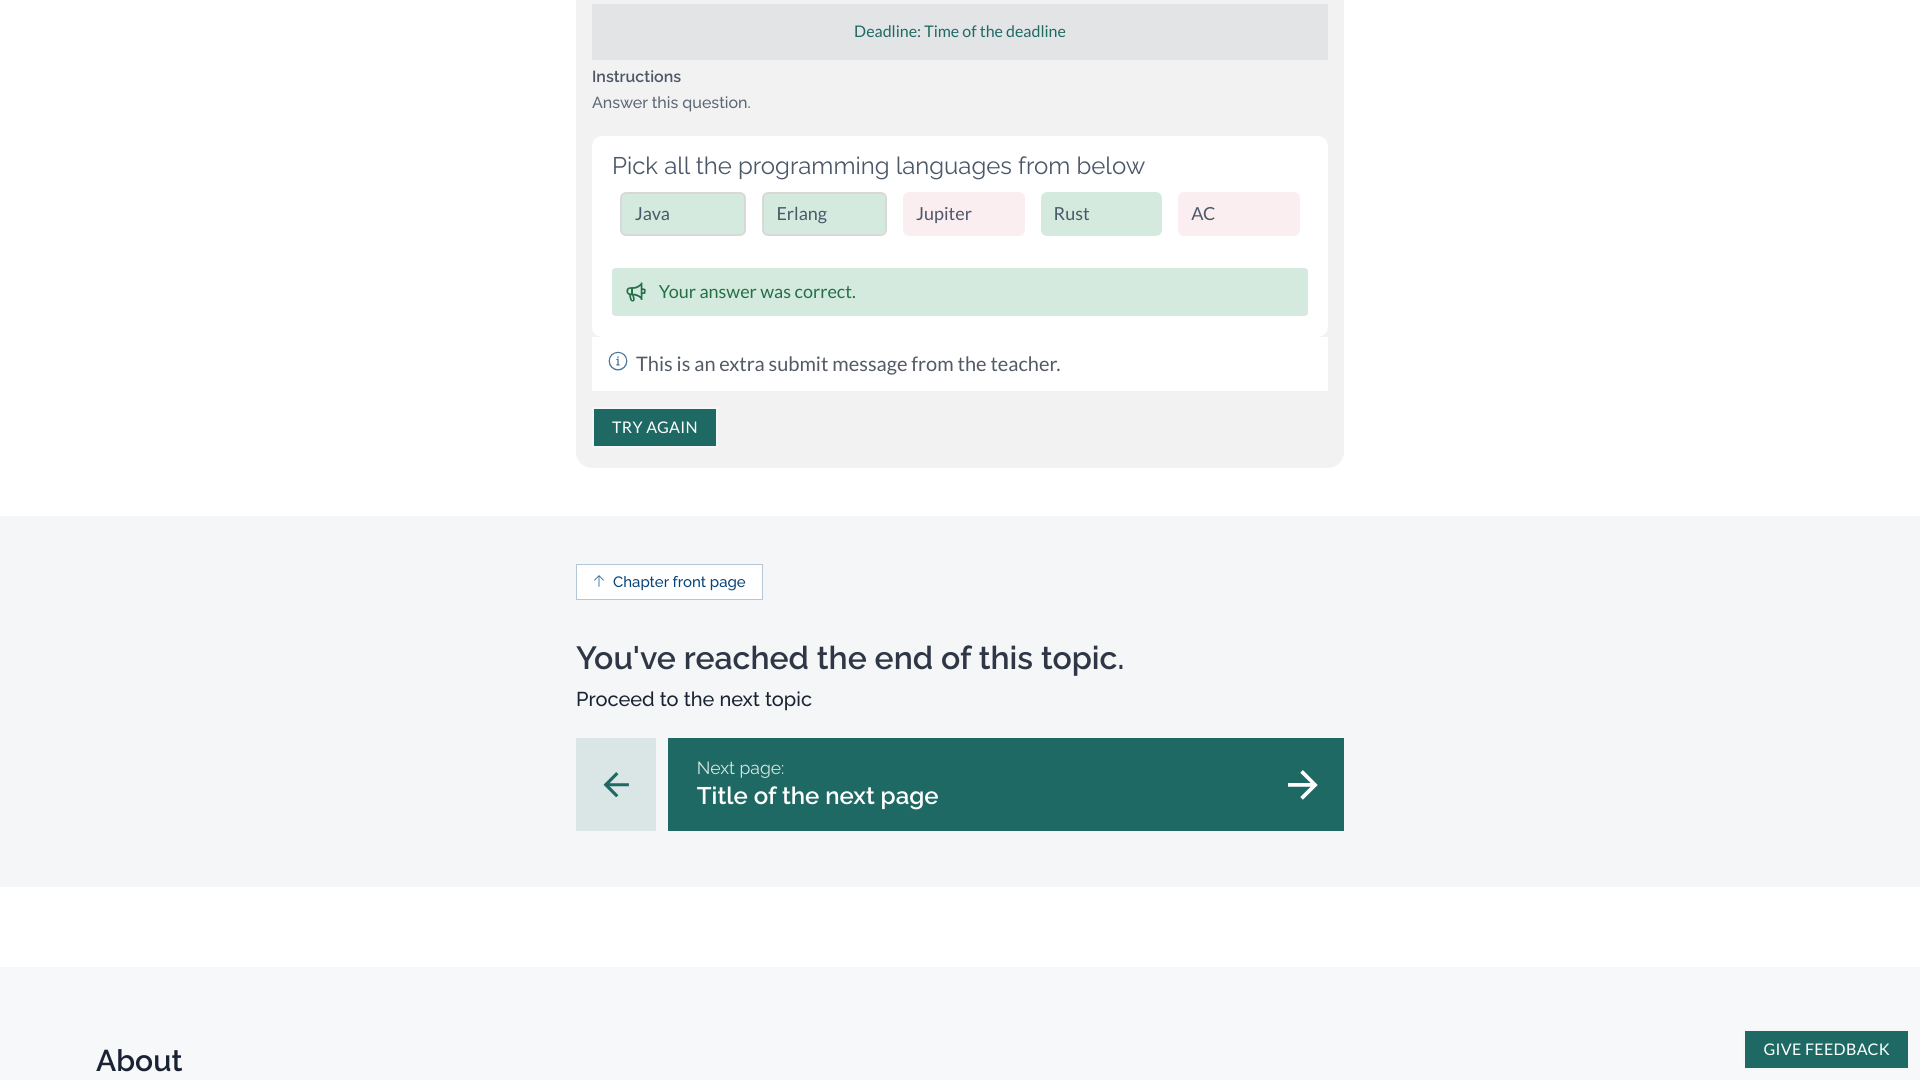 Deadline: Time of the deadline
Instructions
Answer this question.
Pick all the programming languages from below
Java
Erlang
Jupiter
Rust
AC
Your answer was correct.
This is an extra submit message from the teacher.
TRY AGAIN
Chapter front page
You've reached the end of this topic.
Proceed to the next topic
Next page:
Title of the next page
About
GIVE FEEDBACK